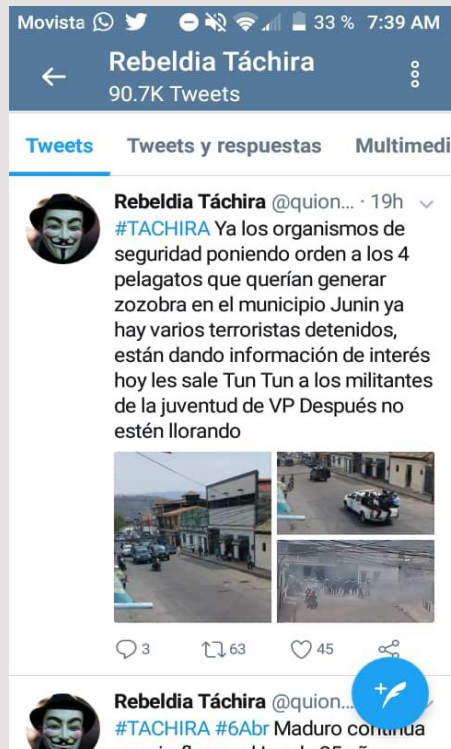 Movista 33 % 7:39 AM
Rebeldia Táchira
90.7K Tweets
Tweets Tweets y respuestas Multimedi
Rebeldia Táchira @quion... · 19h
#TACHIRA Ya los organismos de
seguridad poniendo orden a los 4
pelagatos que querían generar
zozobra en el municipio Junin ya
hay varios terroristas detenidos,
están dando información de interés
hoy les sale Tun Tun a los militantes
de la juventud de VP Después no
estén llorando
3 63 45
Rebeldia Táchira @quion...
#TACHIRA #6Abr Maduro continua